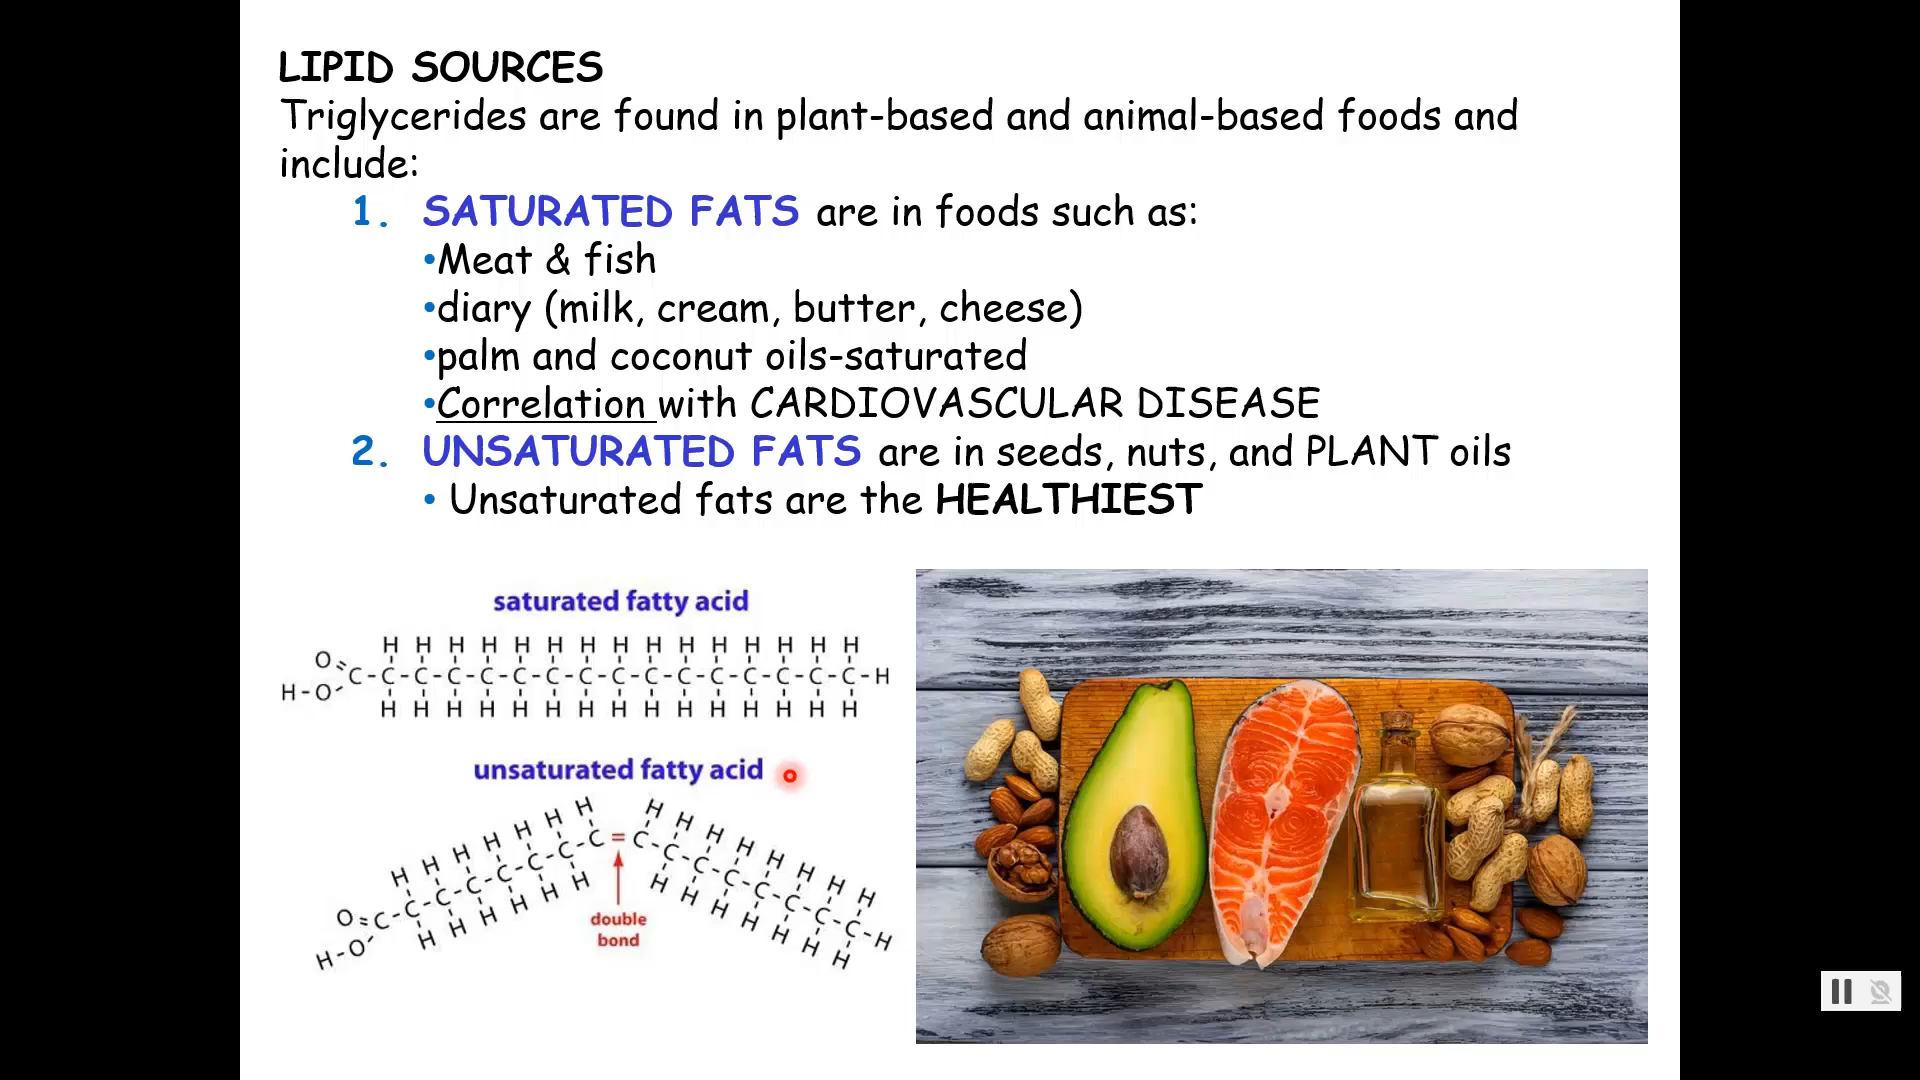 LIPID SOURCES
Triglycerides are found in plant-based and animal-based foods and
include:
1. SATURATED FATS are in foods such as:
•Meat & fish
•diary (milk, cream, butter, cheese)
•palm and coconut oils-saturated
•Correlation with CARDIOVASCULAR DISEASE
2. UNSATURATED FATS are in seeds, nuts, and PLANT oils
• Unsaturated fats are the HEALTHIEST
saturated fatty acid
H H H H H H H H H H H H H H H
O=C-C-C-C-C-C-C-C-C-C-C-C-C-C-C-C-H
H-O
H H H H H H H H H H H H H H H
unsaturated fatty acid
H H H H H H H H H H H H H H H
O=C-C-C-C-C-C-C-C=C-C-C-C-C-C-C-C-H
H-O
H H H H H H H H H H H H H
double
bond